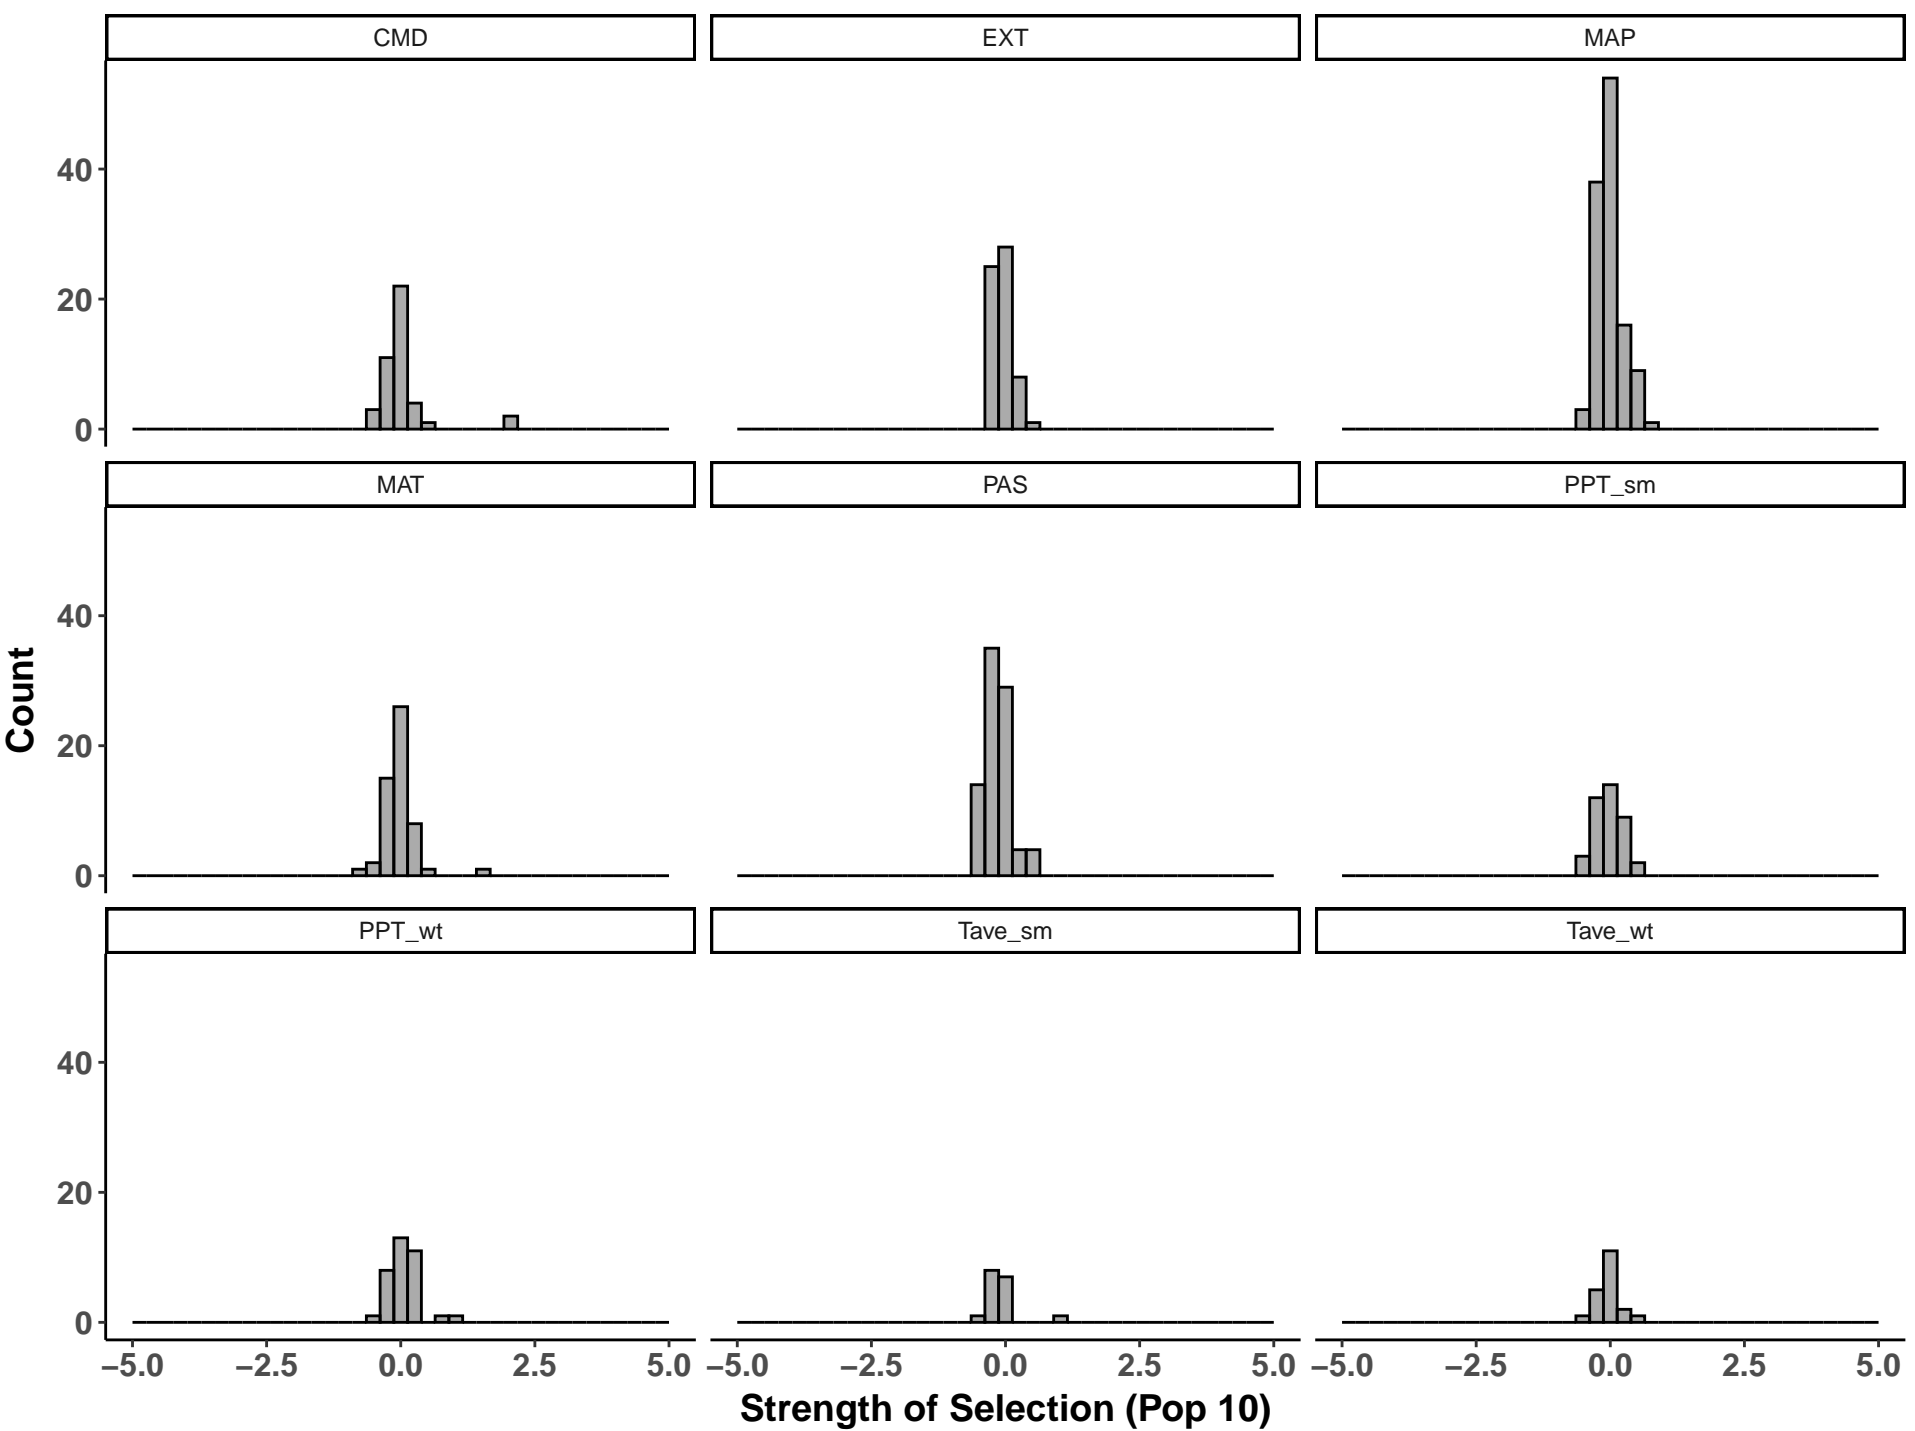 CMD EXT MAP
40
20
0
MAT PAS PPT_sm
40
20
0
Count
PPT_wt Tave_sm Tave_wt
40
20
0
−5.0 −2.5 0.0 2.5 5.0 −5.0 −2.5 0.0 2.5 5.0 −5.0 −2.5 0.0 2.5 5.0
Strength of Selection (Pop 10)